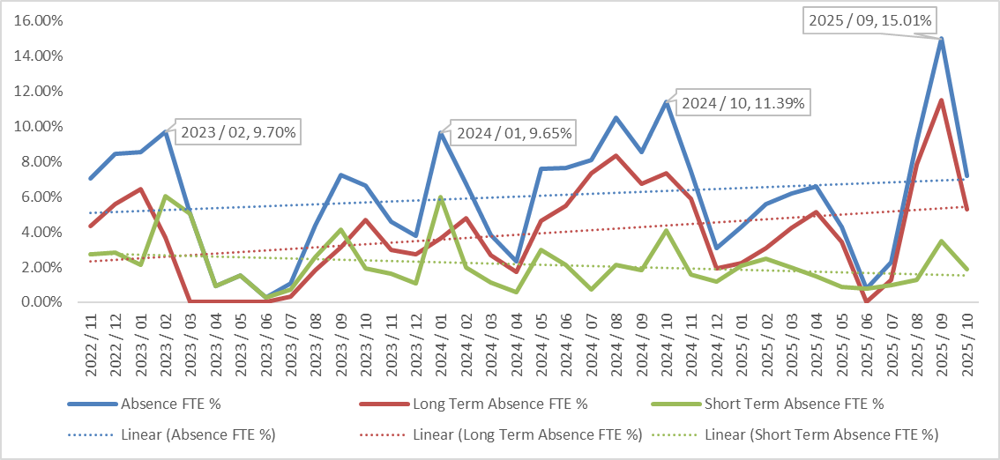 16.00%
14.00%
12.00%
10.00%
8.00%
6.00%
4.00%
2.00%
0.00%
2023 / 02, 9.70%
2024 / 01, 9.65%
2024 / 10, 11.39%
2025 / 09, 15.01%
2022 / 11
2022 / 12
2023 / 01
2023 / 02
2023 / 03
2023 / 04
2023 / 05
2023 / 06
2023 / 07
2023 / 08
2023 / 09
2023 / 10
2023 / 11
2023 / 12
2024 / 01
2024 / 02
2024 / 03
2024 / 04
2024 / 05
2024 / 06
2024 / 07
2024 / 08
2024 / 09
2024 / 10
2024 / 11
2024 / 12
2025 / 01
2025 / 02
2025 / 03
2025 / 04
2025 / 05
2025 / 06
2025 / 07
2025 / 08
2025 / 09
2025 / 10
Absence FTE %
Long Term Absence FTE %
Short Term Absence FTE %
Linear (Absence FTE %)
Linear (Long Term Absence FTE %)
Linear (Short Term Absence FTE %)